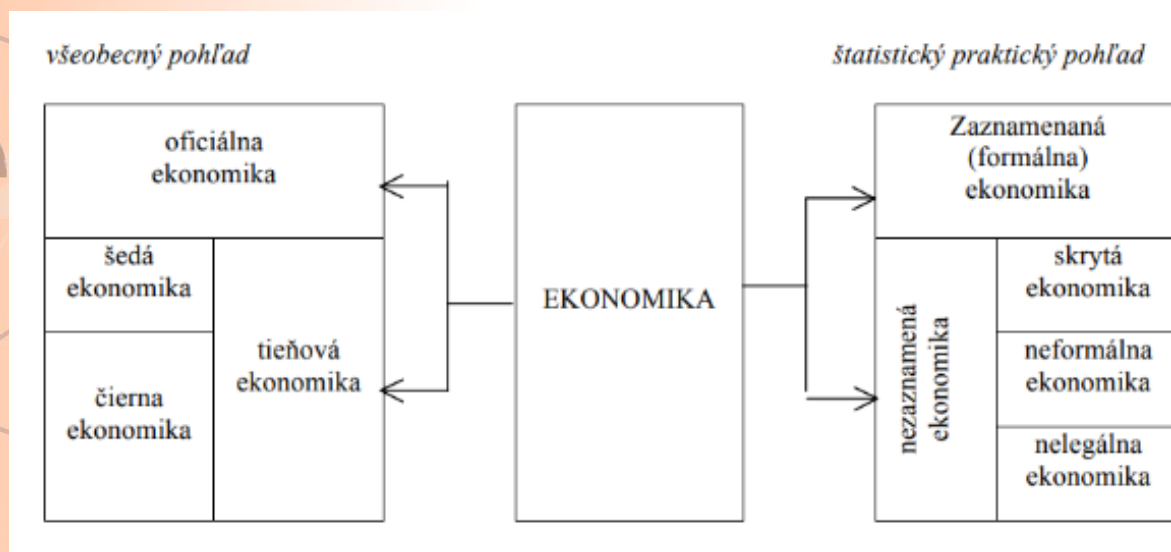 všeobecný pohľad
štatistický praktický pohľad
oficiálna
ekonomika
šedá
ekonomika
čierna
ekonomika
tieňová
ekonomika
EKONOMIKA
Zaznamenaná
(formálna)
ekonomika
nezaznamená
ekonomika
skrytá
ekonomika
neformálna
ekonomika
nelegálna
ekonomika